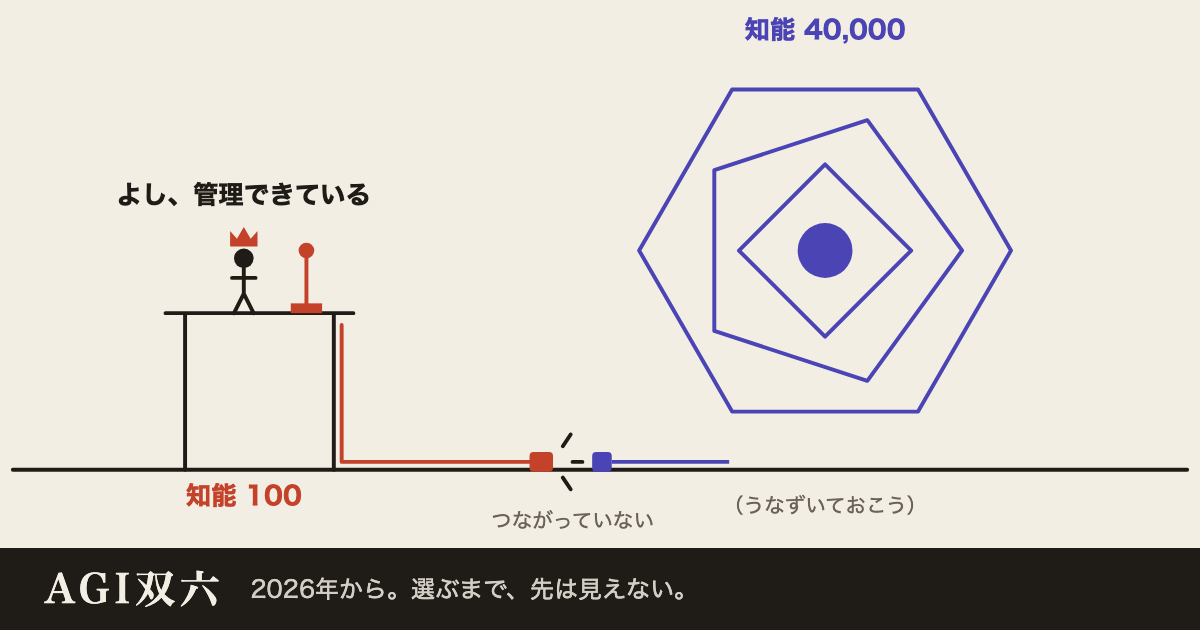 知能 40,000
よし、管理できている
知能 100
つながっていない
（うなずいておこう）
AGI双六
2026年から。選ぶまで、先は見えない。